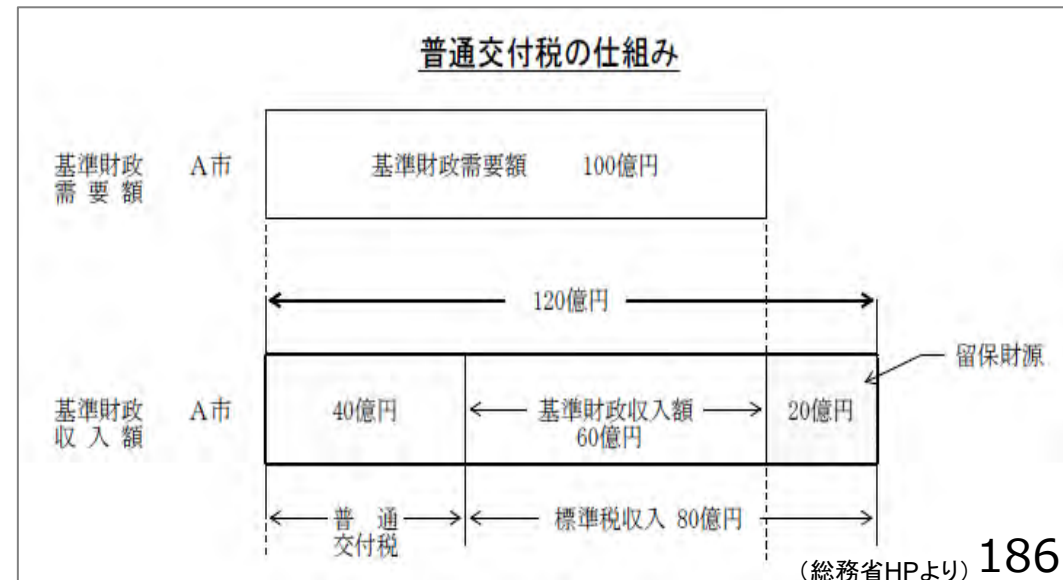 普通交付税の仕組み
基準財政
需要額
A市
基準財政需要額 100億円
120億円
留保財源
基準財政
収入額
A市
40億円
基準財政収入額
60億円
20億円
普通
交付税
標準税収入 80億円
(総務省HPより) 186